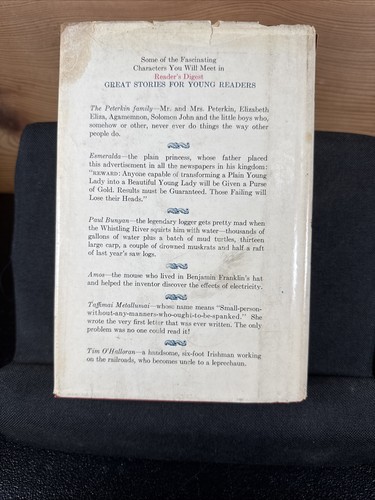 Some of the Fascinating
Characters You Will Meet in
Reader's Digest
GREAT STORIES FOR YOUNG READERS
The Peterkin family—Mr. and Mrs. Peterkin, Elizabeth
Eliza, Agamemnon, Solomon John and the little boys who,
somehow or other, never ever do things the way other
people do.
Esmeralda—the plain princess, whose father placed
this advertisement in all the newspapers in his kingdom:
"REWARD: Anyone capable of transforming a Plain Young
Lady into a Beautiful Young Lady will be Given a Purse
of Gold. Results must be Guaranteed. Those Failing will
Lose their Heads."
Paul Bunyan—the legendary logger gets pretty mad when
the Whistling River squirts him with water—thousands of
gallons of water plus a batch of mud turtles, thirteen
large carp, a couple of drowned muskrats and half a raft
of last year's saw logs.
Amos—the mouse who lived in Benjamin Franklin's hat
and helped the inventor discover the effects of electricity.
Taffimai Metallumai—whose name means "Small-person-
without-any-manners-who-ought-to-be-spanked." She
wrote the very first letter that was ever written. The only
problem was no one could read it!
Tim O'Halloran—a handsome, six-foot Irishman working
on the railroads, who becomes uncle to a leprechaun.